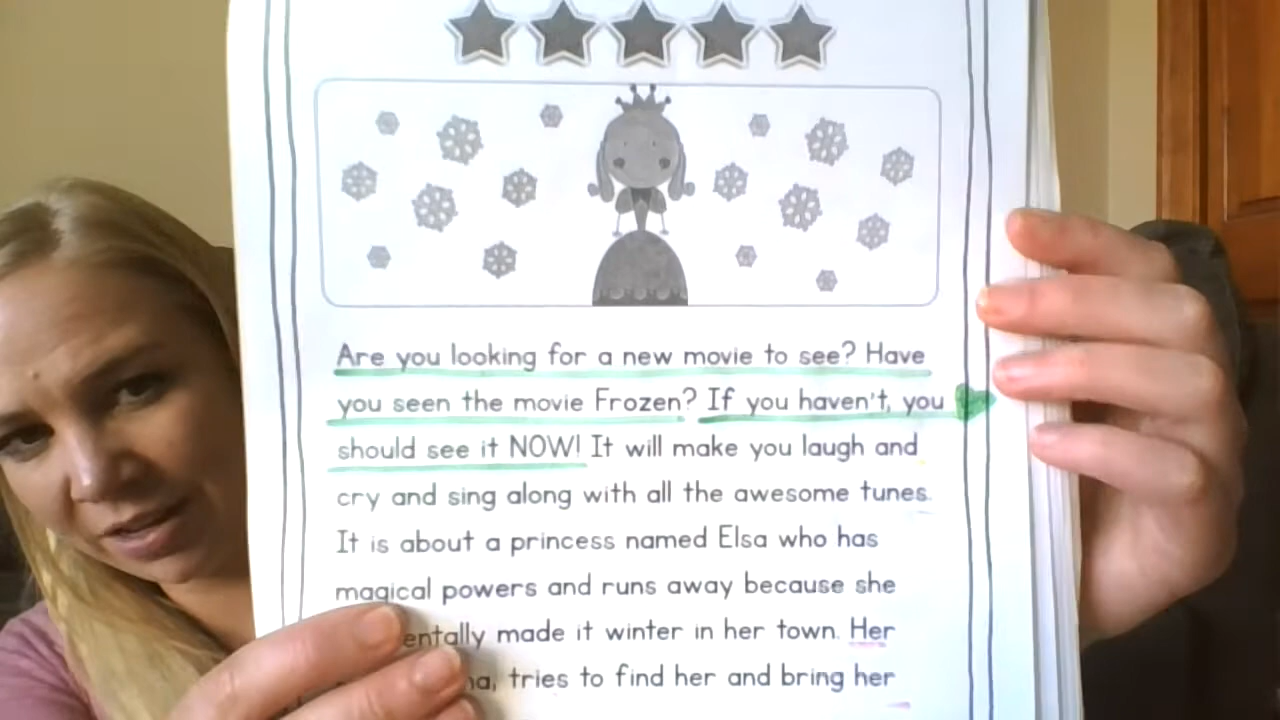 Are you looking for a new movie to see? Have
you seen the movie Frozen? If you haven't, you
should see it NOW! It will make you laugh and
cry and sing along with all the awesome tunes.
It is about a princess named Elsa who has
magical powers and runs away because she
entally made it winter in her town. Her
na, tries to find her and bring her